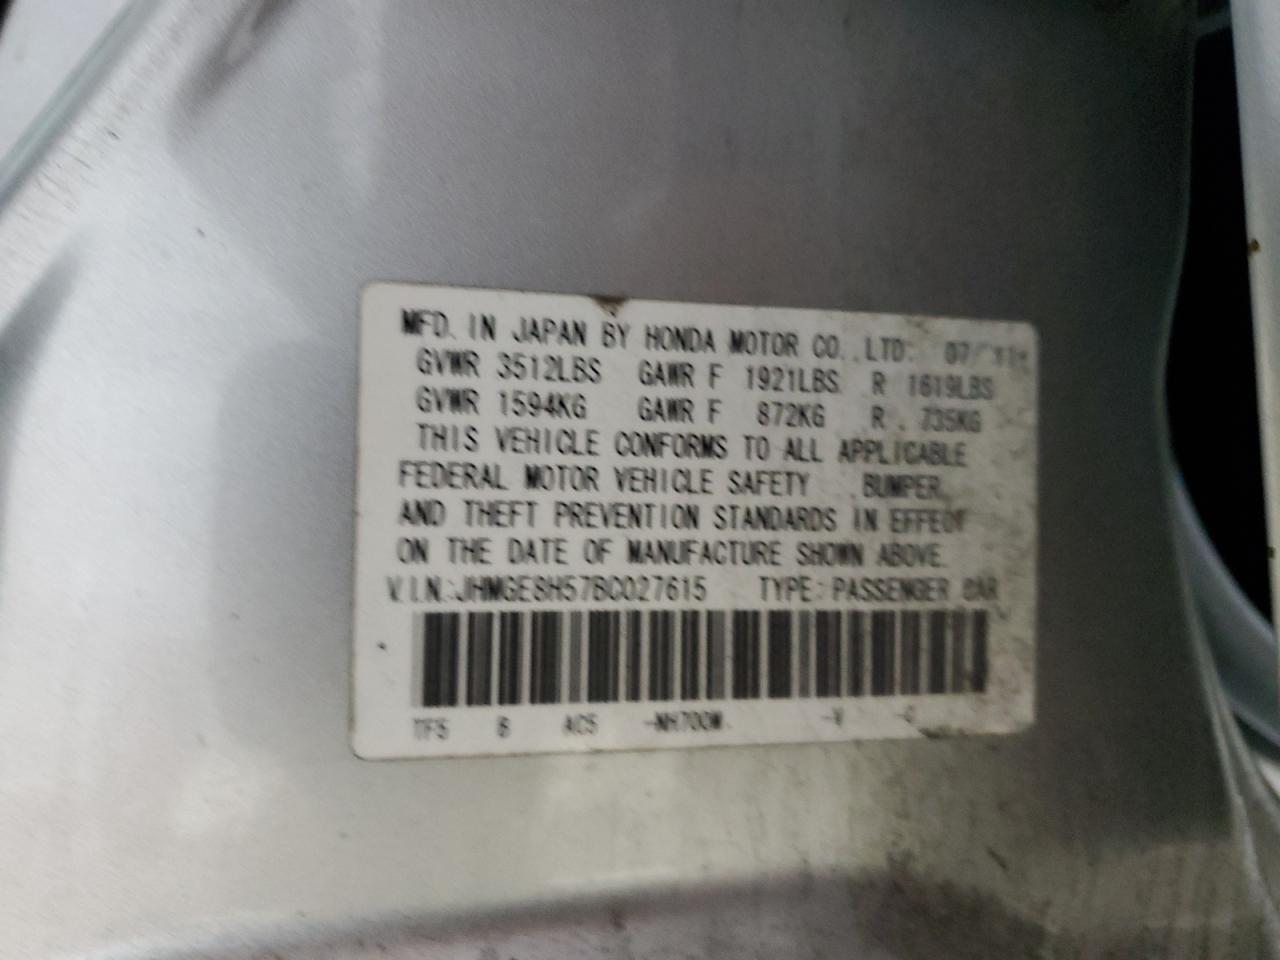 MFD. IN JAPAN BY HONDA MOTOR CO., LTD. 07/
GVWR 3512LBS GAWR F 1921LBS R 1619LBS
GVWR 1594KG GAWR F 872KG R 735KG
THIS VEHICLE CONFORMS TO ALL APPLICABLE
FEDERAL MOTOR VEHICLE SAFETY, BUMPER,
AND THEFT PREVENTION STANDARDS IN EFFECT
ON THE DATE OF MANUFACTURE SHOWN ABOVE.
V.I.N.:JHMGE8H57BC027615 TYPE:PASSENGER CAR
TF5 B AC5 -NH700M -V